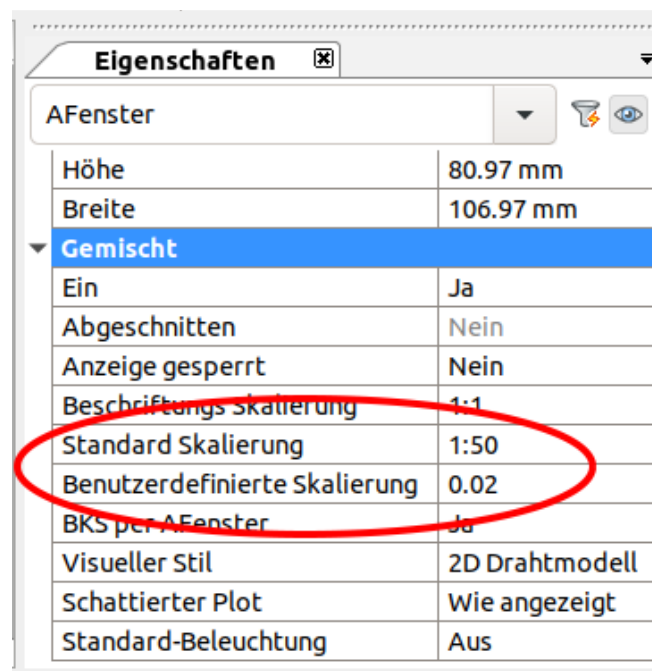 Eigenschaften
AFenster
Höhe 80.97 mm
Breite 106.97 mm
Gemischt
Ein Ja
Abgeschnitten Nein
Anzeige gesperrt Nein
Beschriftungs Skalierung 1:1
Standard Skalierung 1:50
Benutzerdefinierte Skalierung 0.02
BKS per AFenster Ja
Visueller Stil 2D Drahtmodell
Schattierter Plot Wie angezeigt
Standard-Beleuchtung Aus